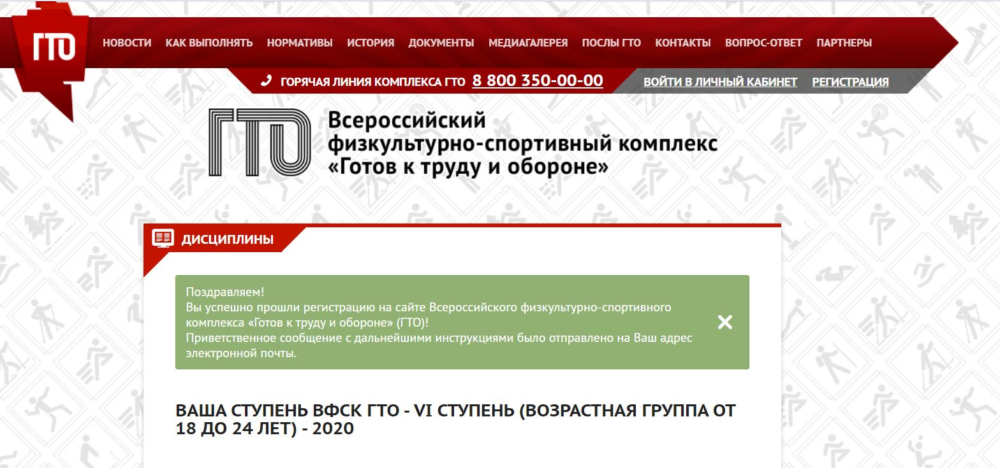 ГТО
НОВОСТИ КАК ВЫПОЛНЯТЬ НОРМАТИВЫ ИСТОРИЯ ДОКУМЕНТЫ МЕДИАГАЛЕРЕЯ ПОСЛЫ ГТО КОНТАКТЫ ВОПРОС-ОТВЕТ ПАРТНЕРЫ
ГОРЯЧАЯ ЛИНИЯ КОМПЛЕКСА ГТО 8 800 350-00-00 ВОЙТИ В ЛИЧНЫЙ КАБИНЕТ РЕГИСТРАЦИЯ
ГТО
Всероссийский
физкультурно-спортивный комплекс
«Готов к труду и обороне»
ДИСЦИПЛИНЫ
Поздравляем!
Вы успешно прошли регистрацию на сайте Всероссийского физкультурно-спортивного
комплекса «Готов к труду и обороне» (ГТО)!
Приветственное сообщение с дальнейшими инструкциями было отправлено на Ваш адрес
электронной почты.
ВАША СТУПЕНЬ ВФСК ГТО - VI СТУПЕНЬ (ВОЗРАСТНАЯ ГРУППА ОТ
18 ДО 24 ЛЕТ) - 2020